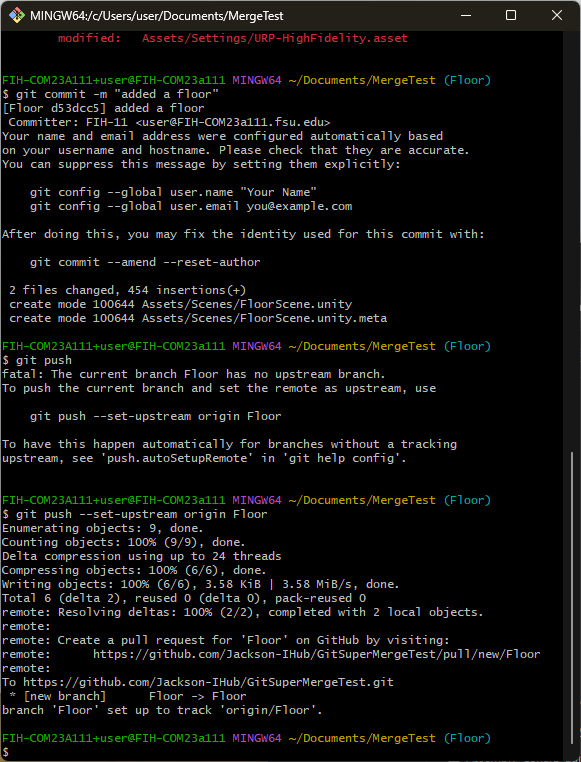 MINGW64:/c/Users/user/Documents/MergeTest
modified:   Assets/Settings/URP-HighFidelity.asset
FIH-COM23A111+user@FIH-COM23a111 MINGW64 ~/Documents/MergeTest (Floor)
$ git commit -m "added a floor"
[Floor d53dcc5] added a floor
Committer: FIH-11 <user@FIH-COM23a111.fsu.edu>
Your name and email address were configured automatically based
on your username and hostname. Please check that they are accurate.
You can suppress this message by setting them explicitly:
git config --global user.name "Your Name"
git config --global user.email you@example.com
After doing this, you may fix the identity used for this commit with:
git commit --amend --reset-author
2 files changed, 454 insertions(+)
create mode 100644 Assets/Scenes/FloorScene.unity
create mode 100644 Assets/Scenes/FloorScene.unity.meta
FIH-COM23A111+user@FIH-COM23a111 MINGW64 ~/Documents/MergeTest (Floor)
$ git push
fatal: The current branch Floor has no upstream branch.
To push the current branch and set the remote as upstream, use
git push --set-upstream origin Floor
To have this happen automatically for branches without a tracking
upstream, see 'push.autoSetupRemote' in 'git help config'.
FIH-COM23A111+user@FIH-COM23a111 MINGW64 ~/Documents/MergeTest (Floor)
$ git push --set-upstream origin Floor
Enumerating objects: 9, done.
Counting objects: 100% (9/9), done.
Delta compression using up to 24 threads
Compressing objects: 100% (6/6), done.
Writing objects: 100% (6/6), 3.58 KiB | 3.58 MiB/s, done.
Total 6 (delta 2), reused 0 (delta 0), pack-reused 0
remote: Resolving deltas: 100% (2/2), completed with 2 local objects.
remote:
remote: Create a pull request for 'Floor' on GitHub by visiting:
remote:      https://github.com/Jackson-IHub/GitSuperMergeTest/pull/new/Floor
remote:
To https://github.com/Jackson-IHub/GitSuperMergeTest.git
* [new branch]      Floor -> Floor
branch 'Floor' set up to track 'origin/Floor'.
FIH-COM23A111+user@FIH-COM23a111 MINGW64 ~/Documents/MergeTest (Floor)
$